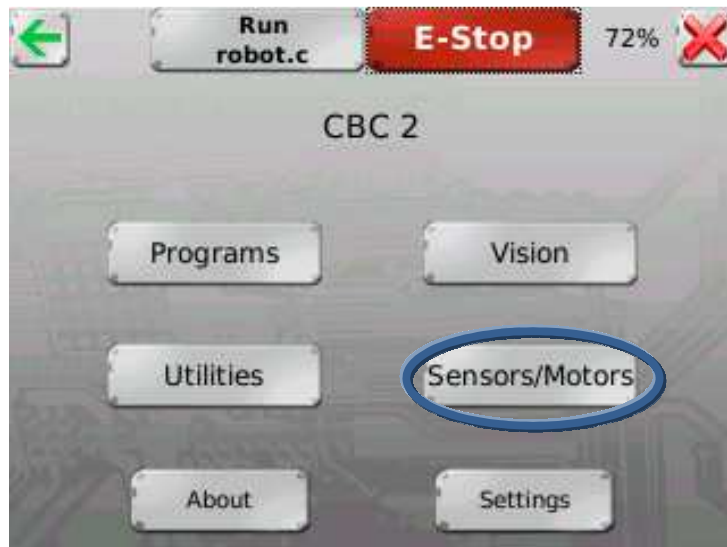 Run
robot.c
E-Stop
72%
CBC 2
Programs
Vision
Utilities
Sensors/Motors
About
Settings